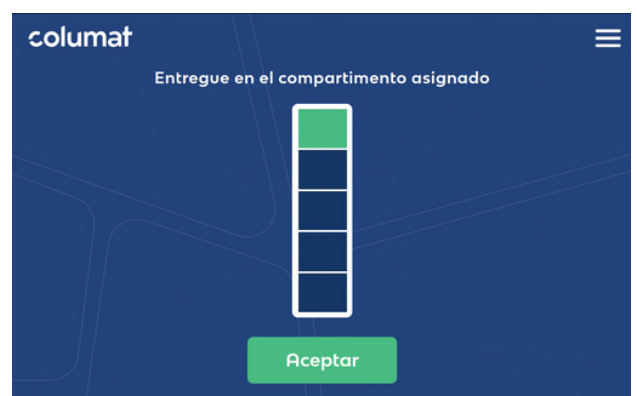 columat
Entregue en el compartimento asignado
Aceptar